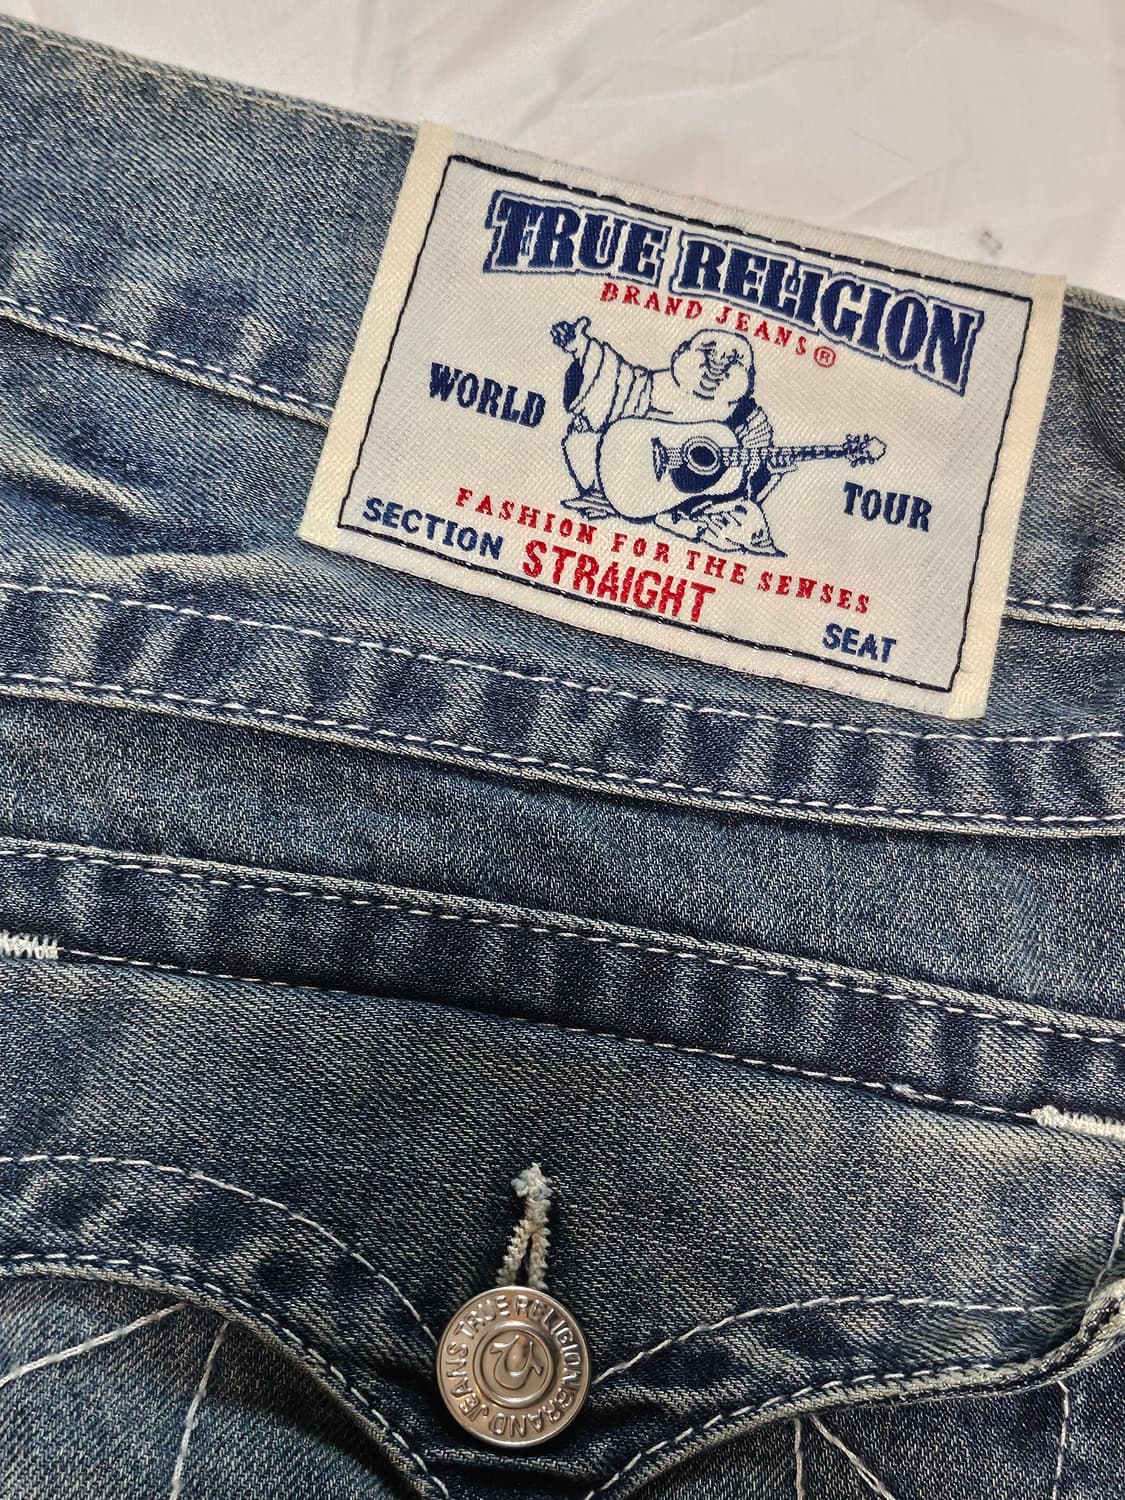 TRUE RELIGION
BRAND JEANS®
WORLD TOUR
FASHION FOR THE SENSES
SECTION STRAIGHT SEAT
TRUE RELIGION BRAND JEANS